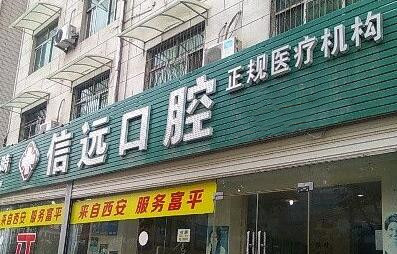 信远口腔 正规医疗机构
来自西安 服务富平
来自西安 服务富平
正